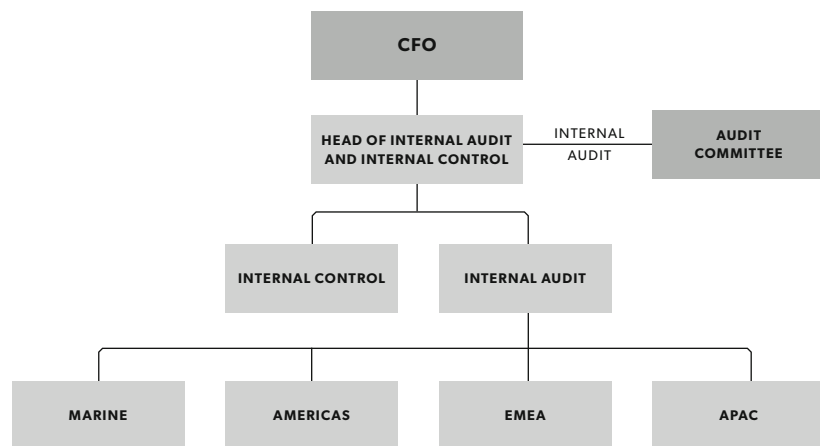 CFO
HEAD OF INTERNAL AUDIT
AND INTERNAL CONTROL
INTERNAL
AUDIT
AUDIT
COMMITTEE
INTERNAL CONTROL
INTERNAL AUDIT
MARINE
AMERICAS
EMEA
APAC